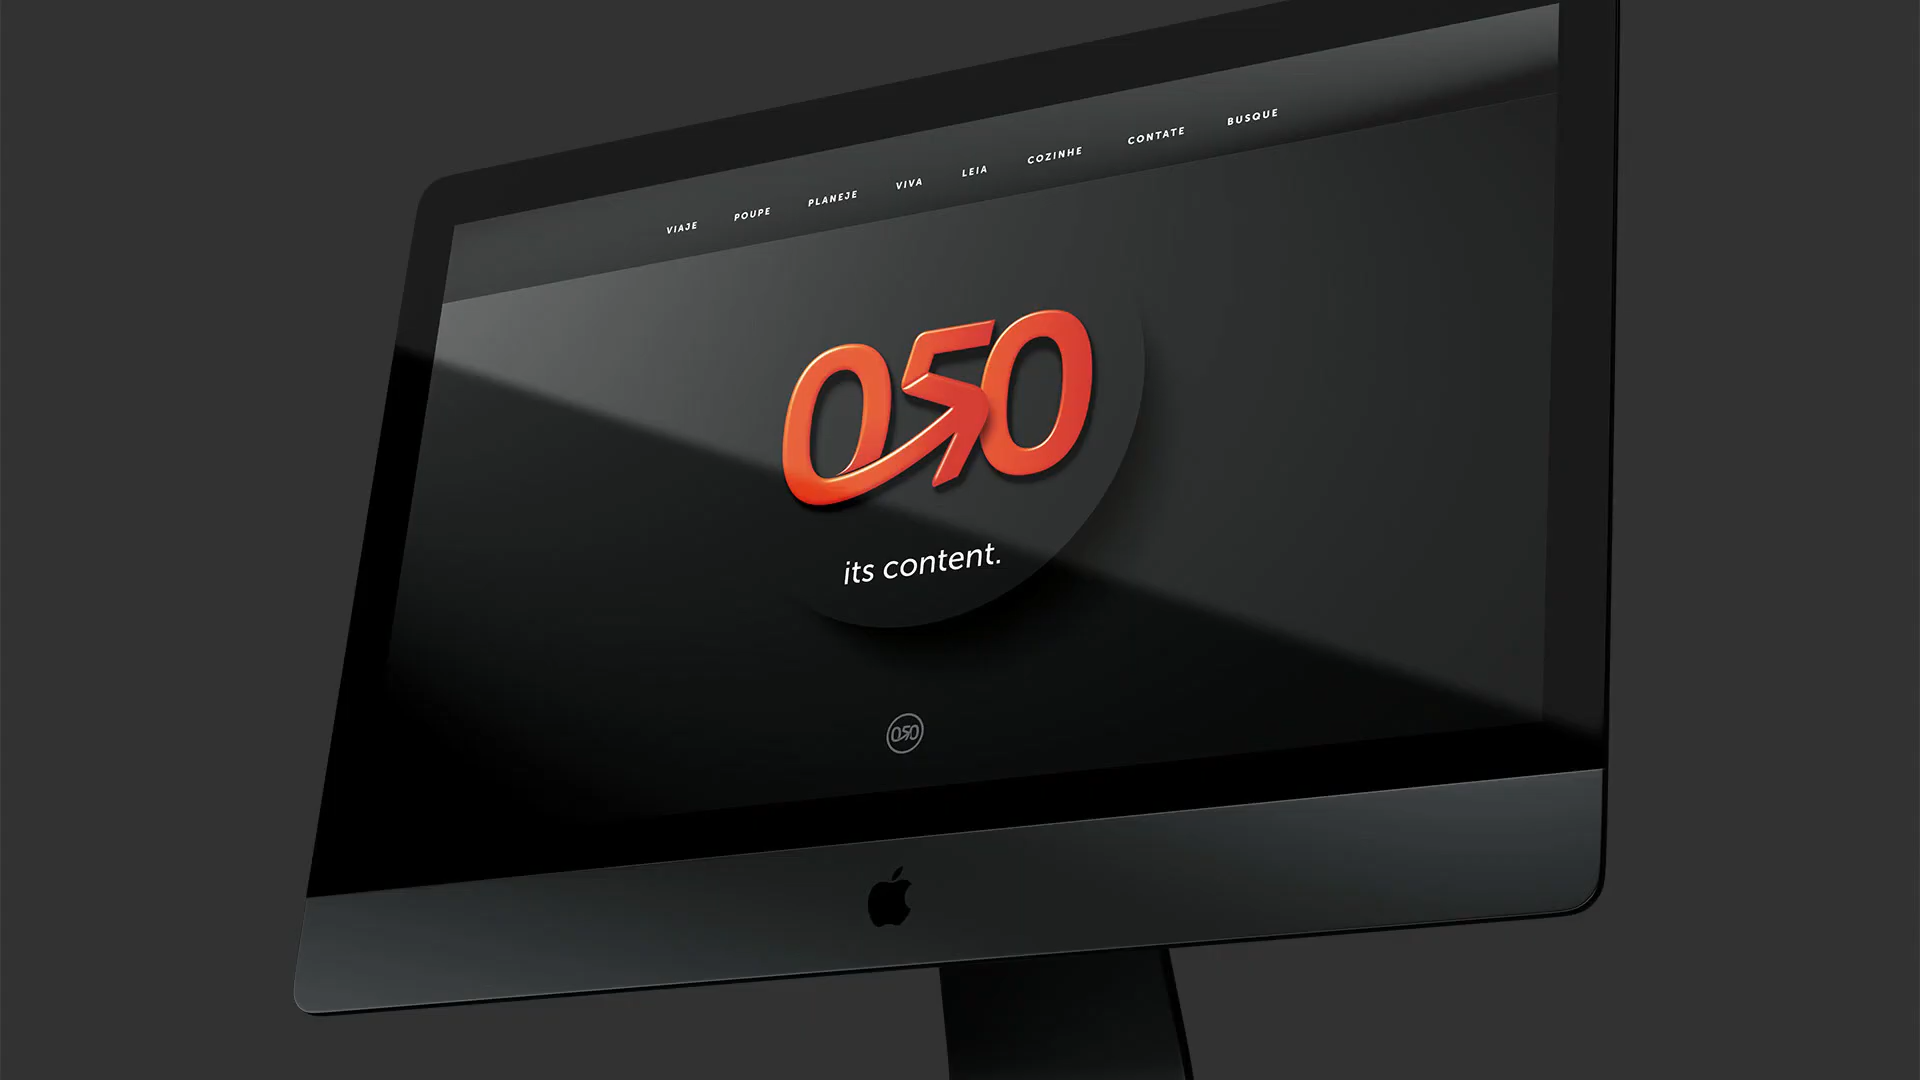 VIAJE POUPE PLANEJE VIVA LEIA COZINHE CONTATE BUSQUE
050
its content.
050